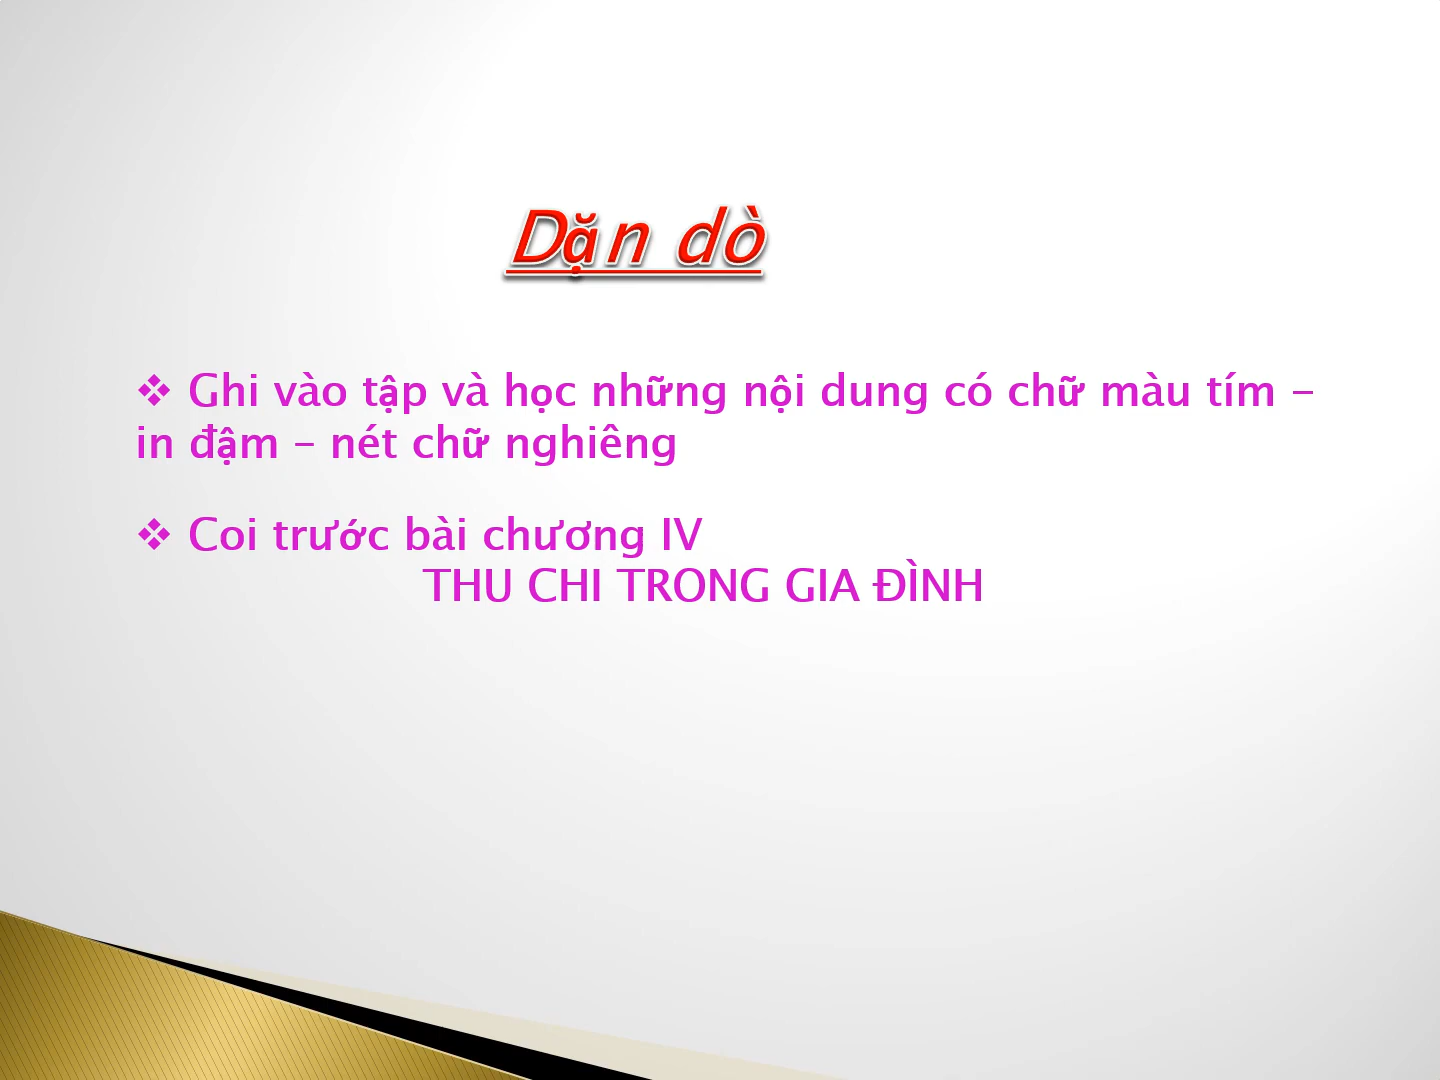 Dặn dò
❖ Ghi vào tập và học những nội dung có chữ màu tím –
in đậm – nét chữ nghiêng
❖ Coi trước bài chương IV
THU CHI TRONG GIA ĐÌNH